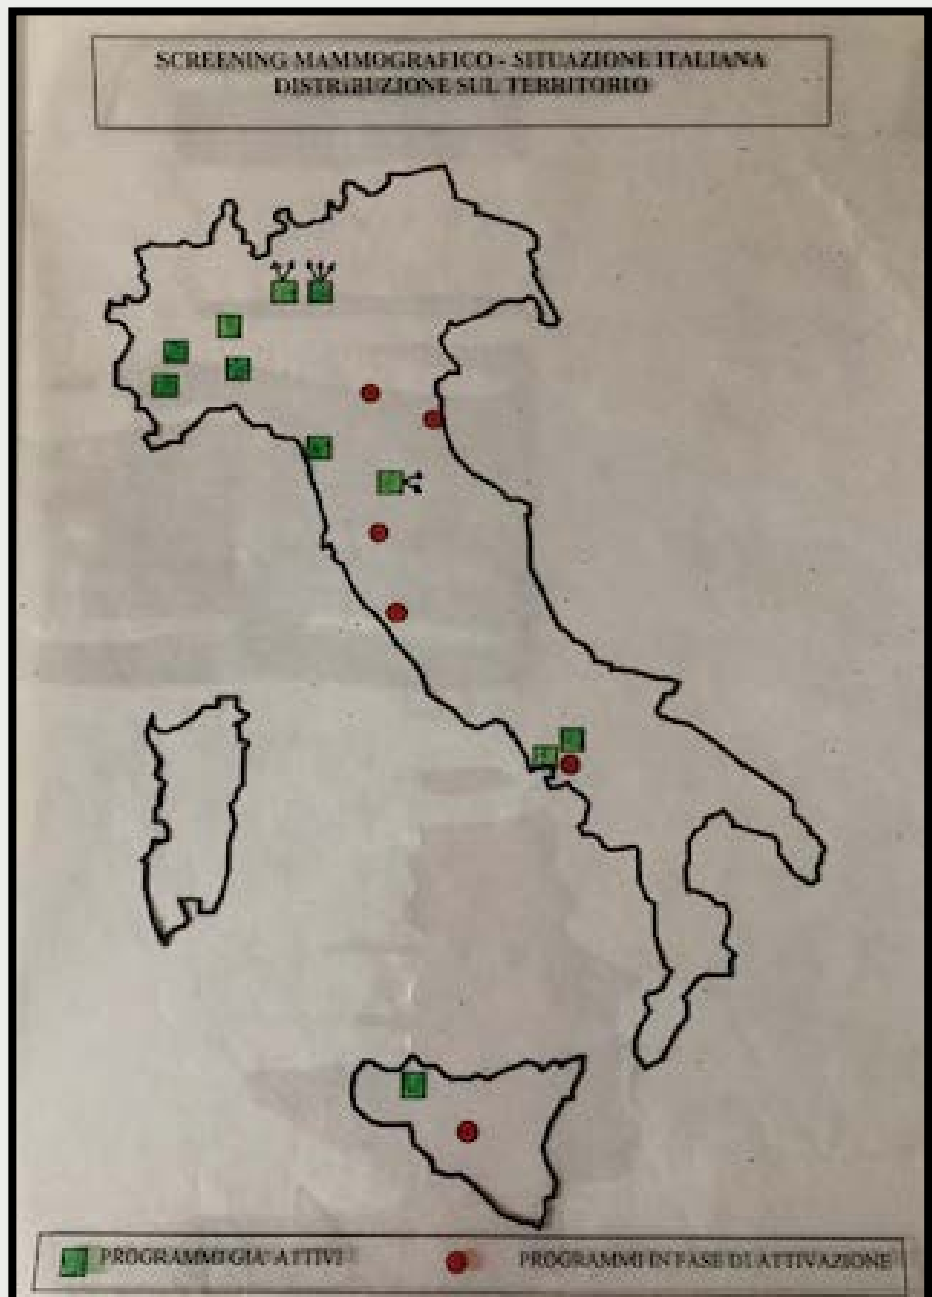 SCREENING MAMMOGRAFICO - SITUAZIONE ITALIANA
DISTRIBUZIONE SUL TERRITORIO
PROGRAMMI GIA' ATTIVI
PROGRAMMI IN FASE DI ATTIVAZIONE